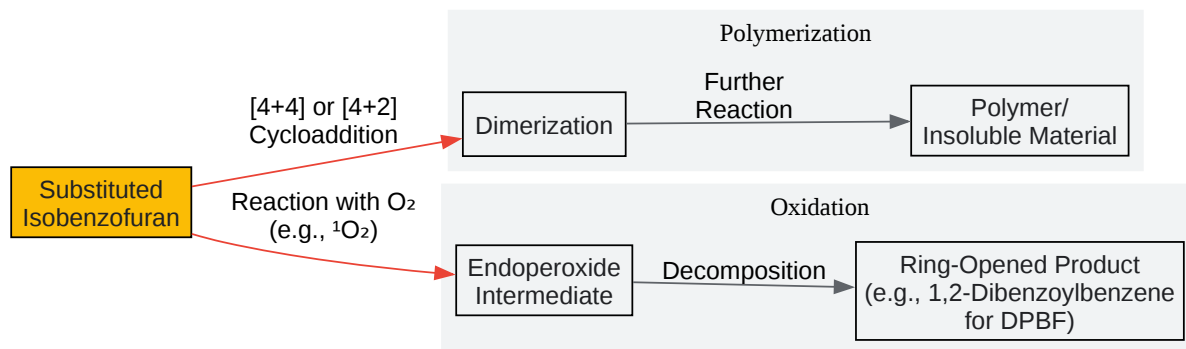 Polymerization
[4+4] or [4+2]
Cycloaddition
Dimerization
Further
Reaction
Polymer/
Insoluble Material
Substituted
Isobenzofuran
Reaction with O₂
(e.g., ¹O₂)
Oxidation
Endoperoxide
Intermediate
Decomposition
Ring-Opened Product
(e.g., 1,2-Dibenzoylbenzene
for DPBF)